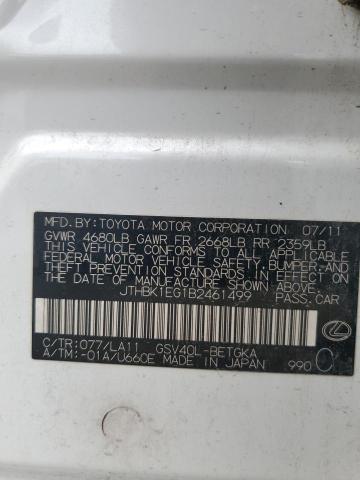 MFD.BY:TOYOTA MOTOR CORPORATION 07/11
GVWR 4680LB GAWR FR 2668LB RR 2359LB
THIS VEHICLE CONFORMS TO ALL APPLICABLE
FEDERAL MOTOR VEHICLE SAFETY,BUMPER,AND
THEFT PREVENTION STANDARDS IN EFFECT ON
THE DATE OF MANUFACTURE SHOWN ABOVE.
JTHBK1EG1B2461499 PASS.CAR
C/TR:077/LA11 GSV40L-BETGKA
A/TM:-01A/U660E MADE IN JAPAN 990